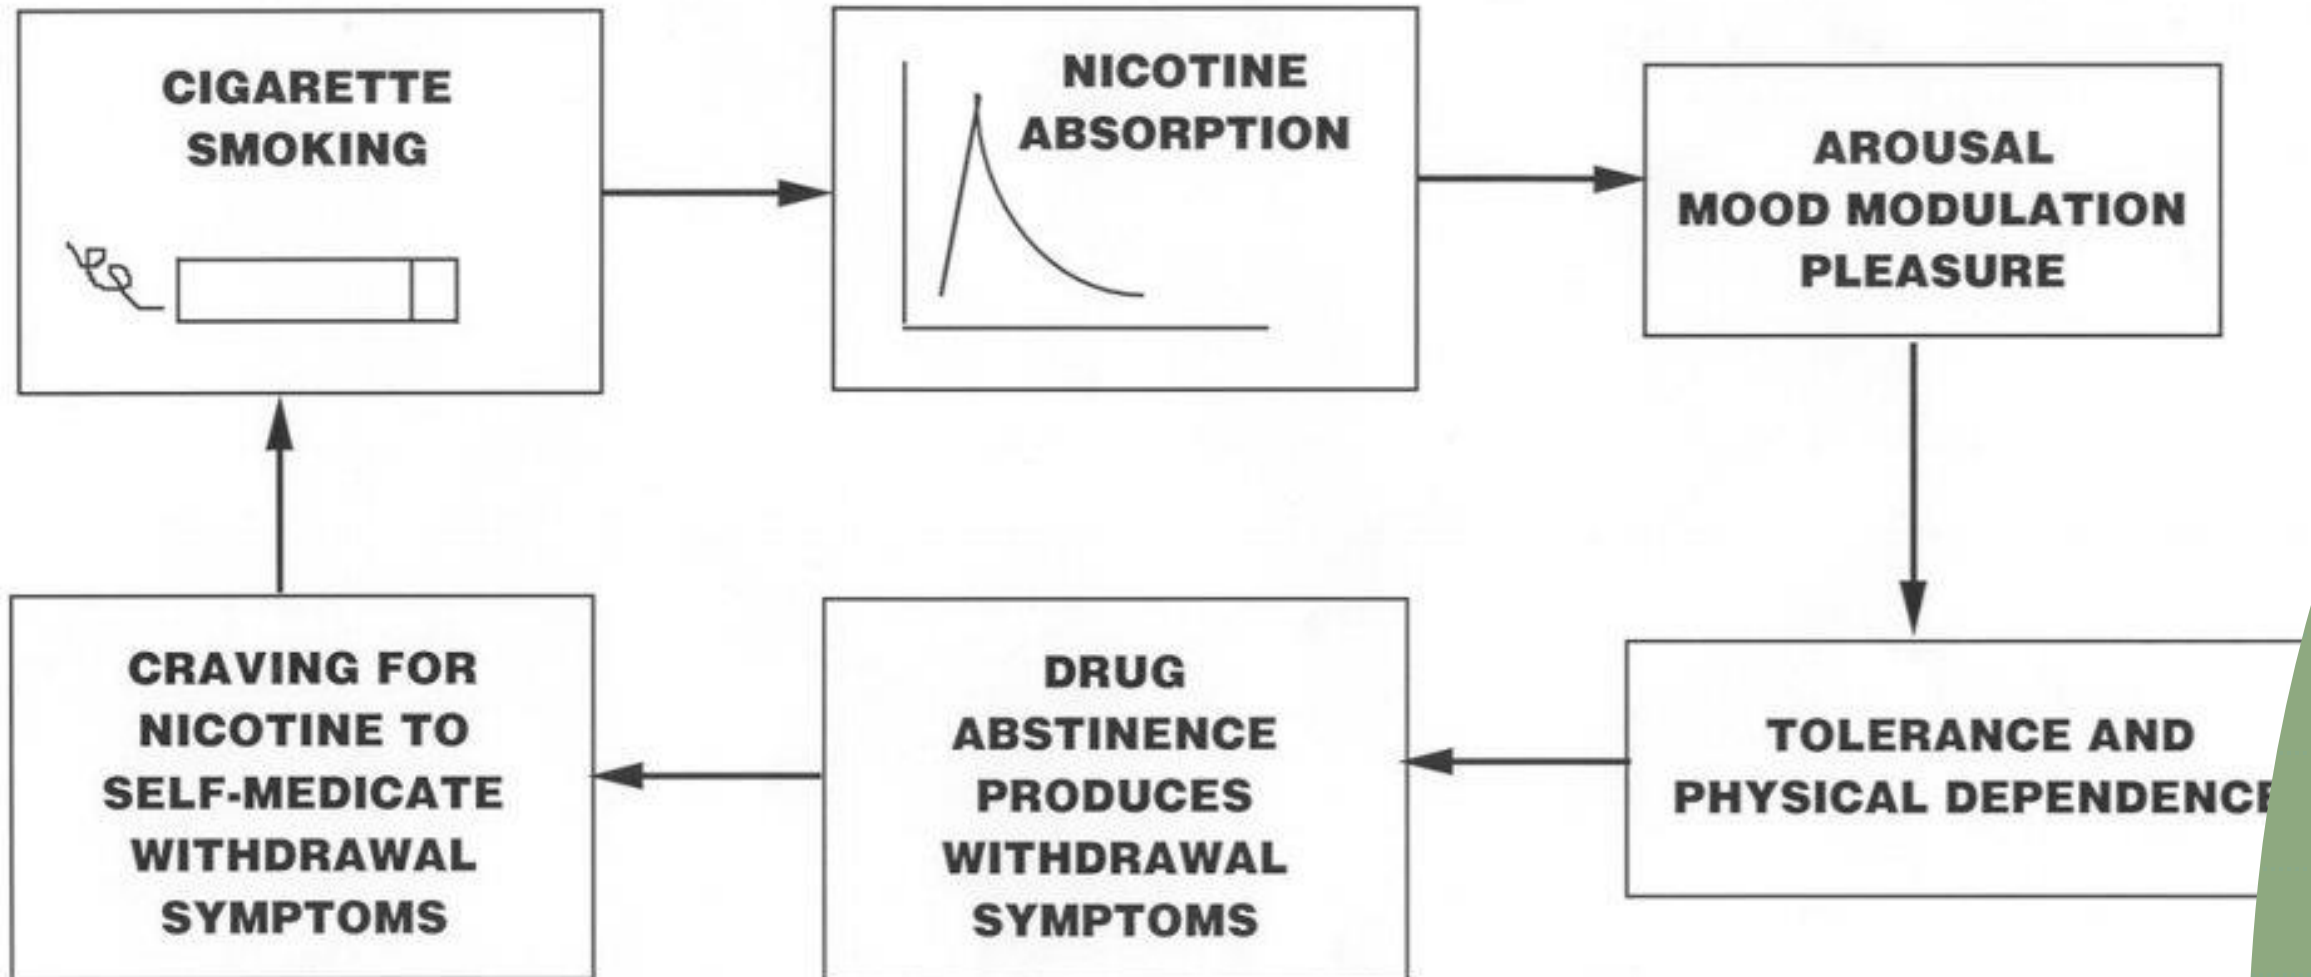 CIGARETTE
SMOKING
NICOTINE
ABSORPTION
AROUSAL
MOOD MODULATION
PLEASURE
TOLERANCE AND
PHYSICAL DEPENDENCE
DRUG
ABSTINENCE
PRODUCES
WITHDRAWAL
SYMPTOMS
CRAVING FOR
NICOTINE TO
SELF-MEDICATE
WITHDRAWAL
SYMPTOMS